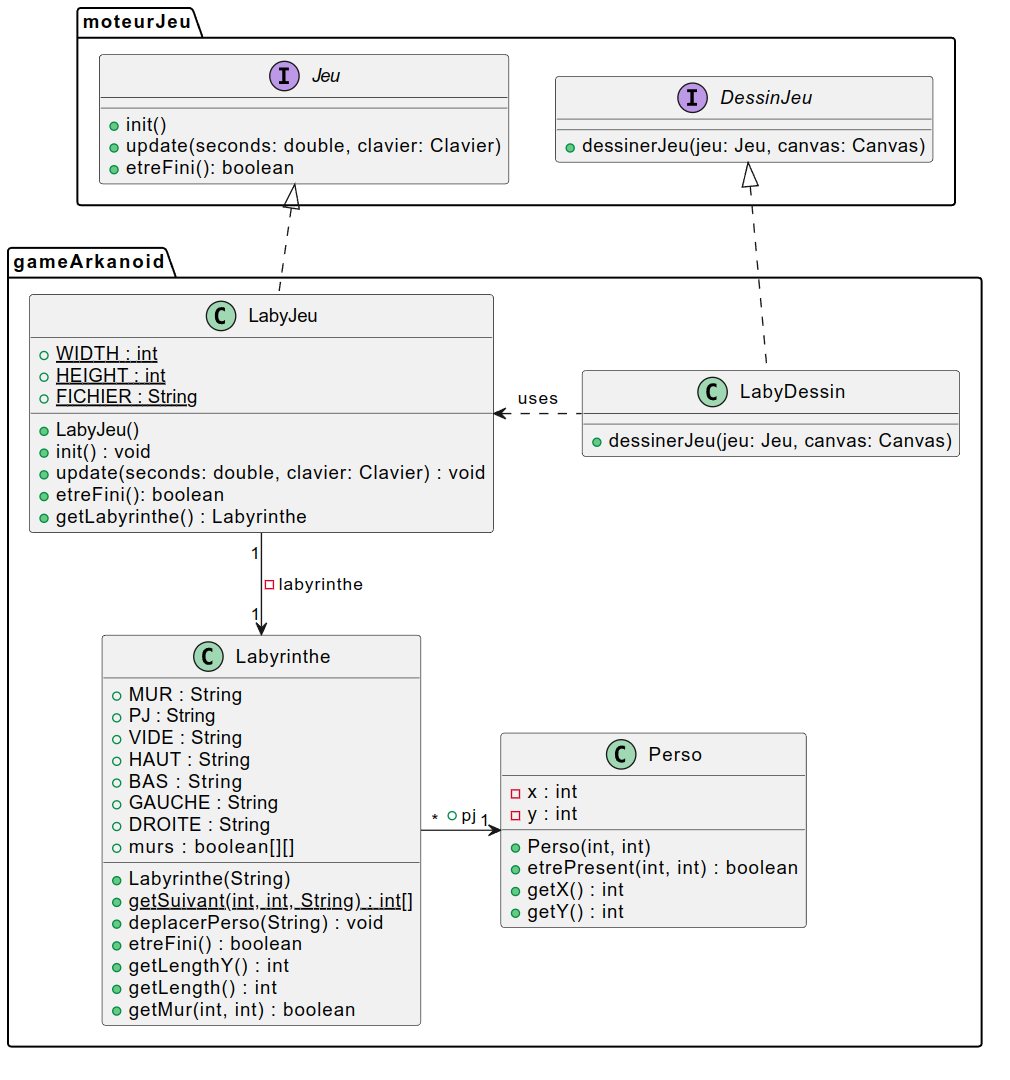 moteurJeu
I Jeu
init()
update(seconds: double, clavier: Clavier)
etreFini(): boolean
I DessinJeu
dessinerJeu(jeu: Jeu, canvas: Canvas)
gameArkanoid
C LabyJeu
WIDTH : int
HEIGHT : int
FICHIER : String
LabyJeu()
init() : void
update(seconds: double, clavier: Clavier) : void
etreFini(): boolean
getLabyrinthe() : Labyrinthe
uses
C LabyDessin
dessinerJeu(jeu: Jeu, canvas: Canvas)
1
labyrinthe
1
C Labyrinthe
MUR : String
PJ : String
VIDE : String
HAUT : String
BAS : String
GAUCHE : String
DROITE : String
murs : boolean[][]
Labyrinthe(String)
getSuivant(int, int, String) : int[]
deplacerPerso(String) : void
etreFini() : boolean
getLengthY() : int
getLength() : int
getMur(int, int) : boolean
* pj 1
C Perso
x : int
y : int
Perso(int, int)
etrePresent(int, int) : boolean
getX() : int
getY() : int